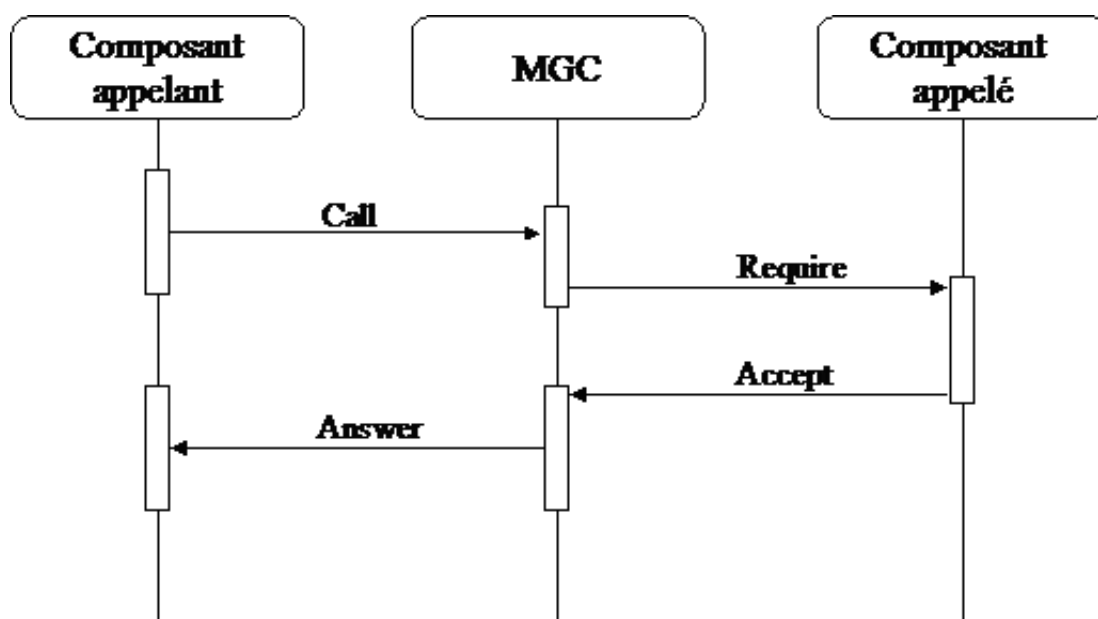 Composant
appelant
MGC
Composant
appelé
Call
Require
Accept
Answer